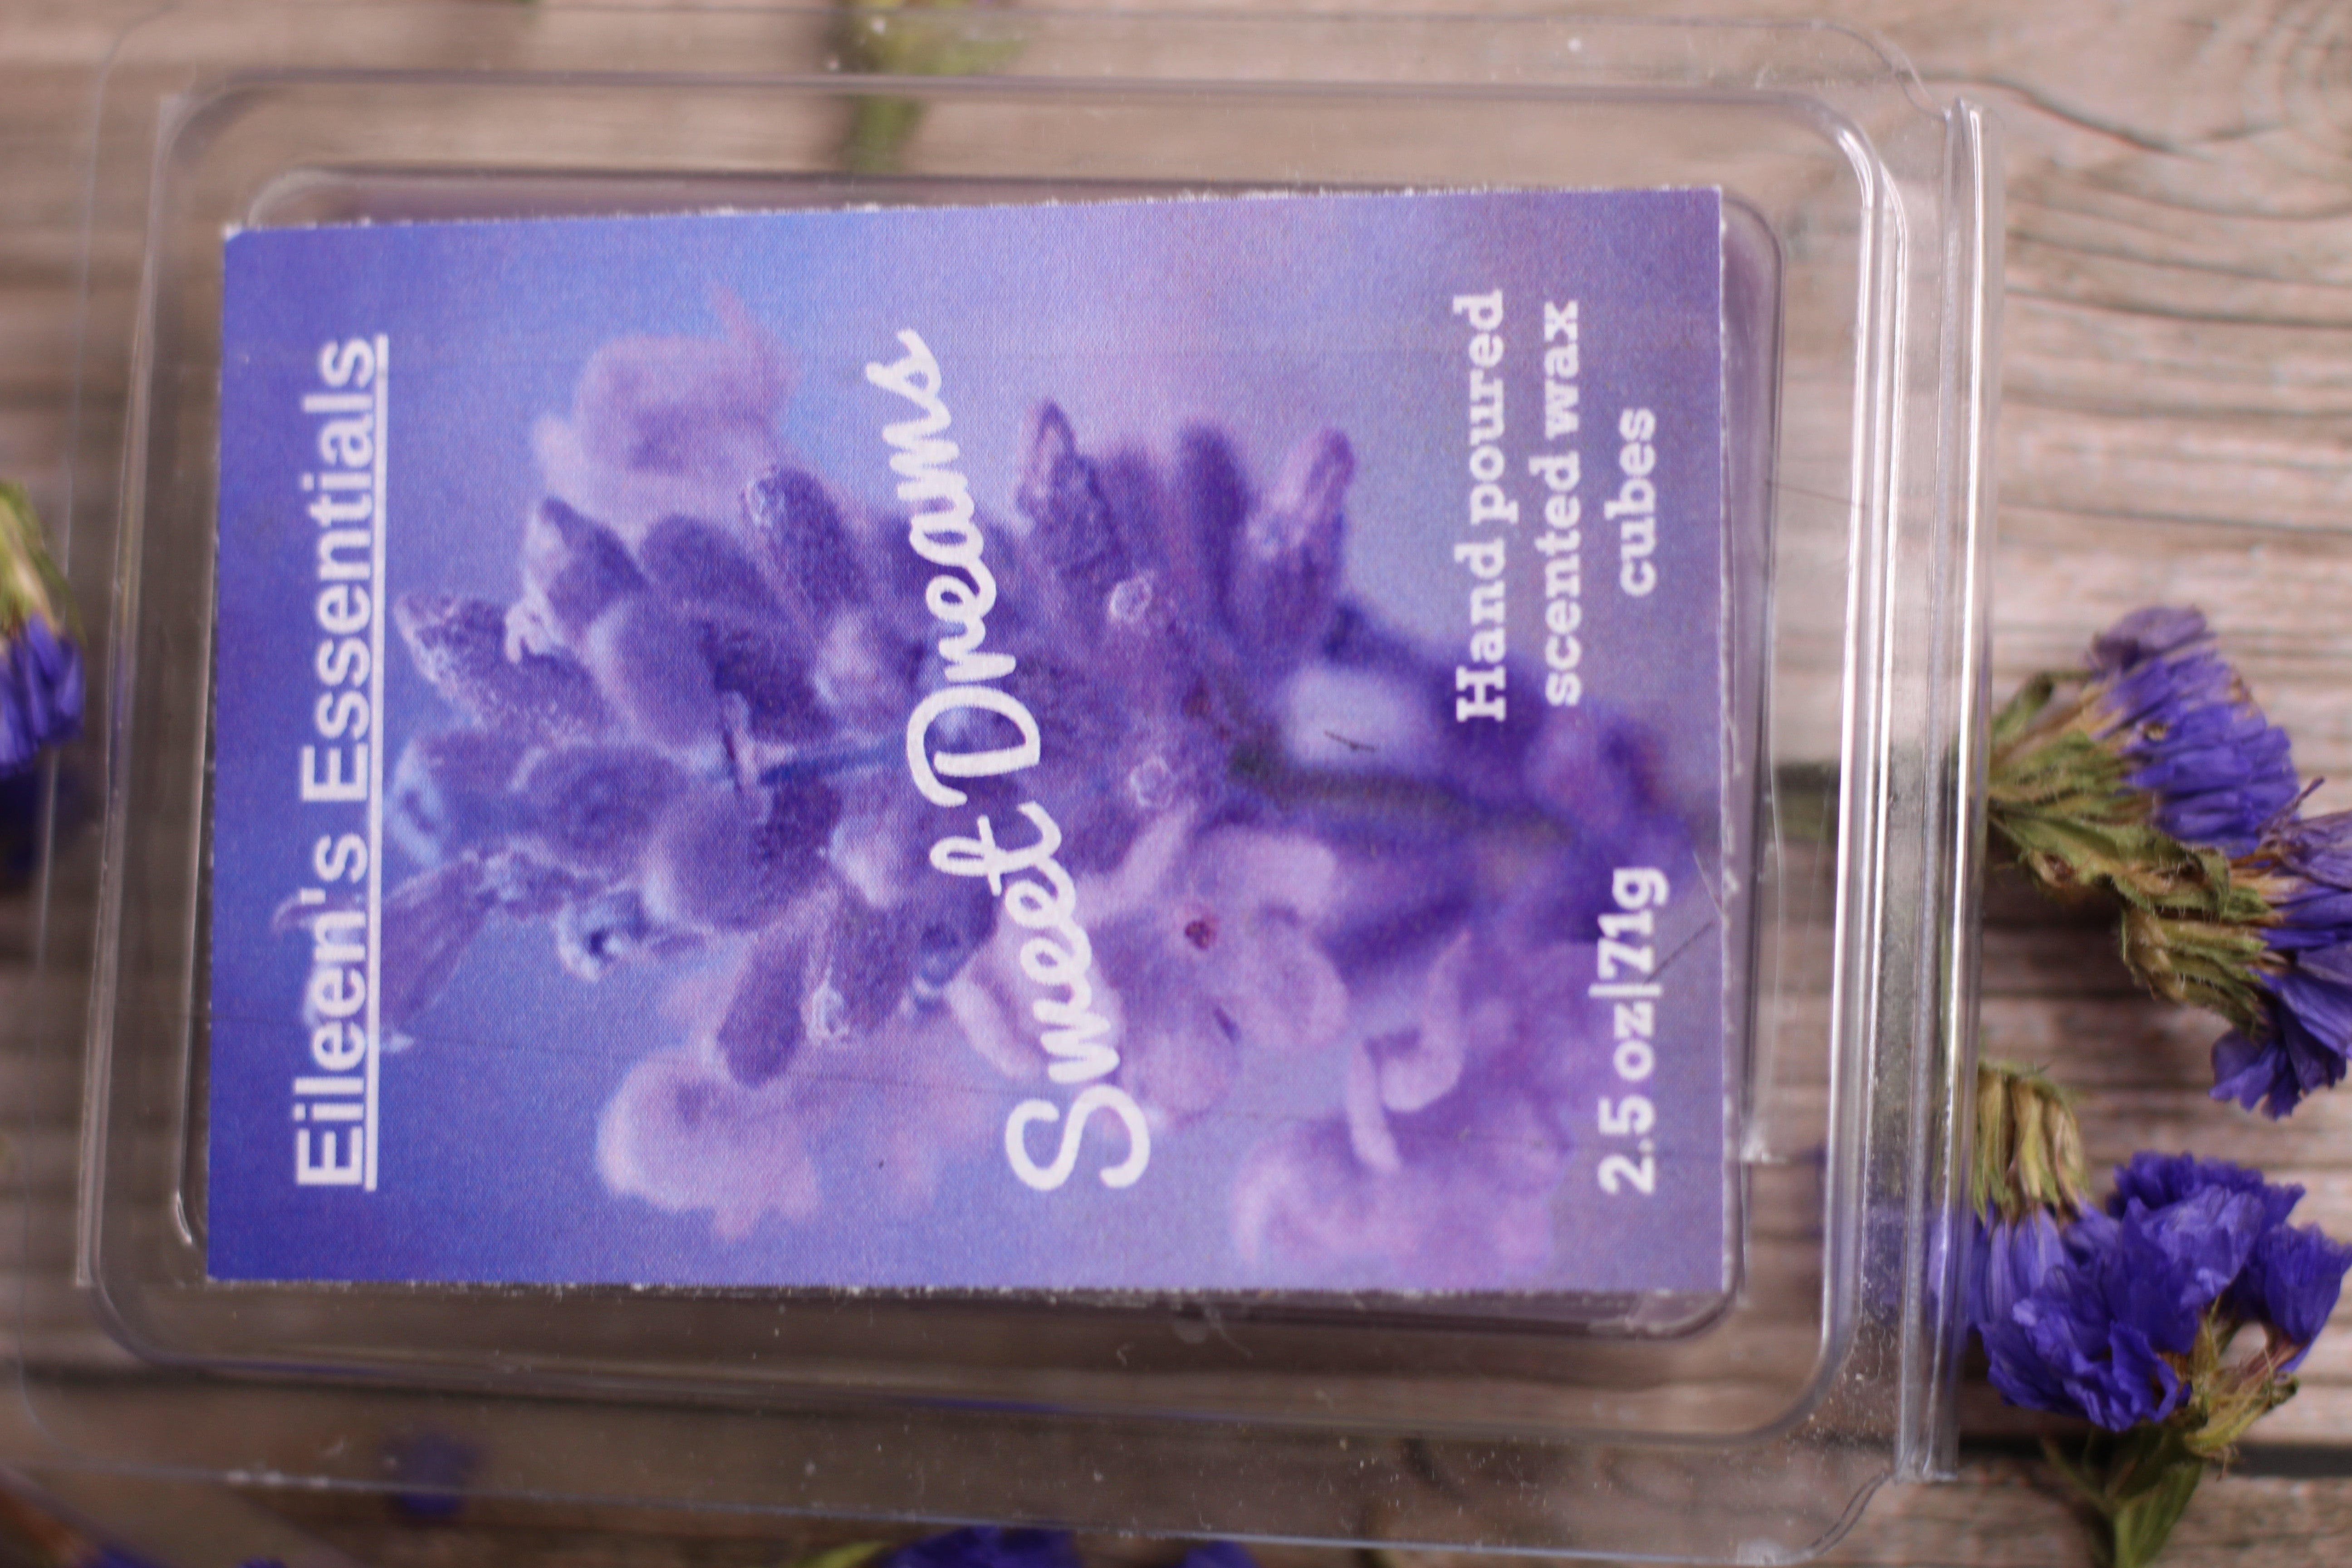 Eileen's Essentials
Sweet Dreams
Hand poured
scented wax
cubes
2.5 oz|71g